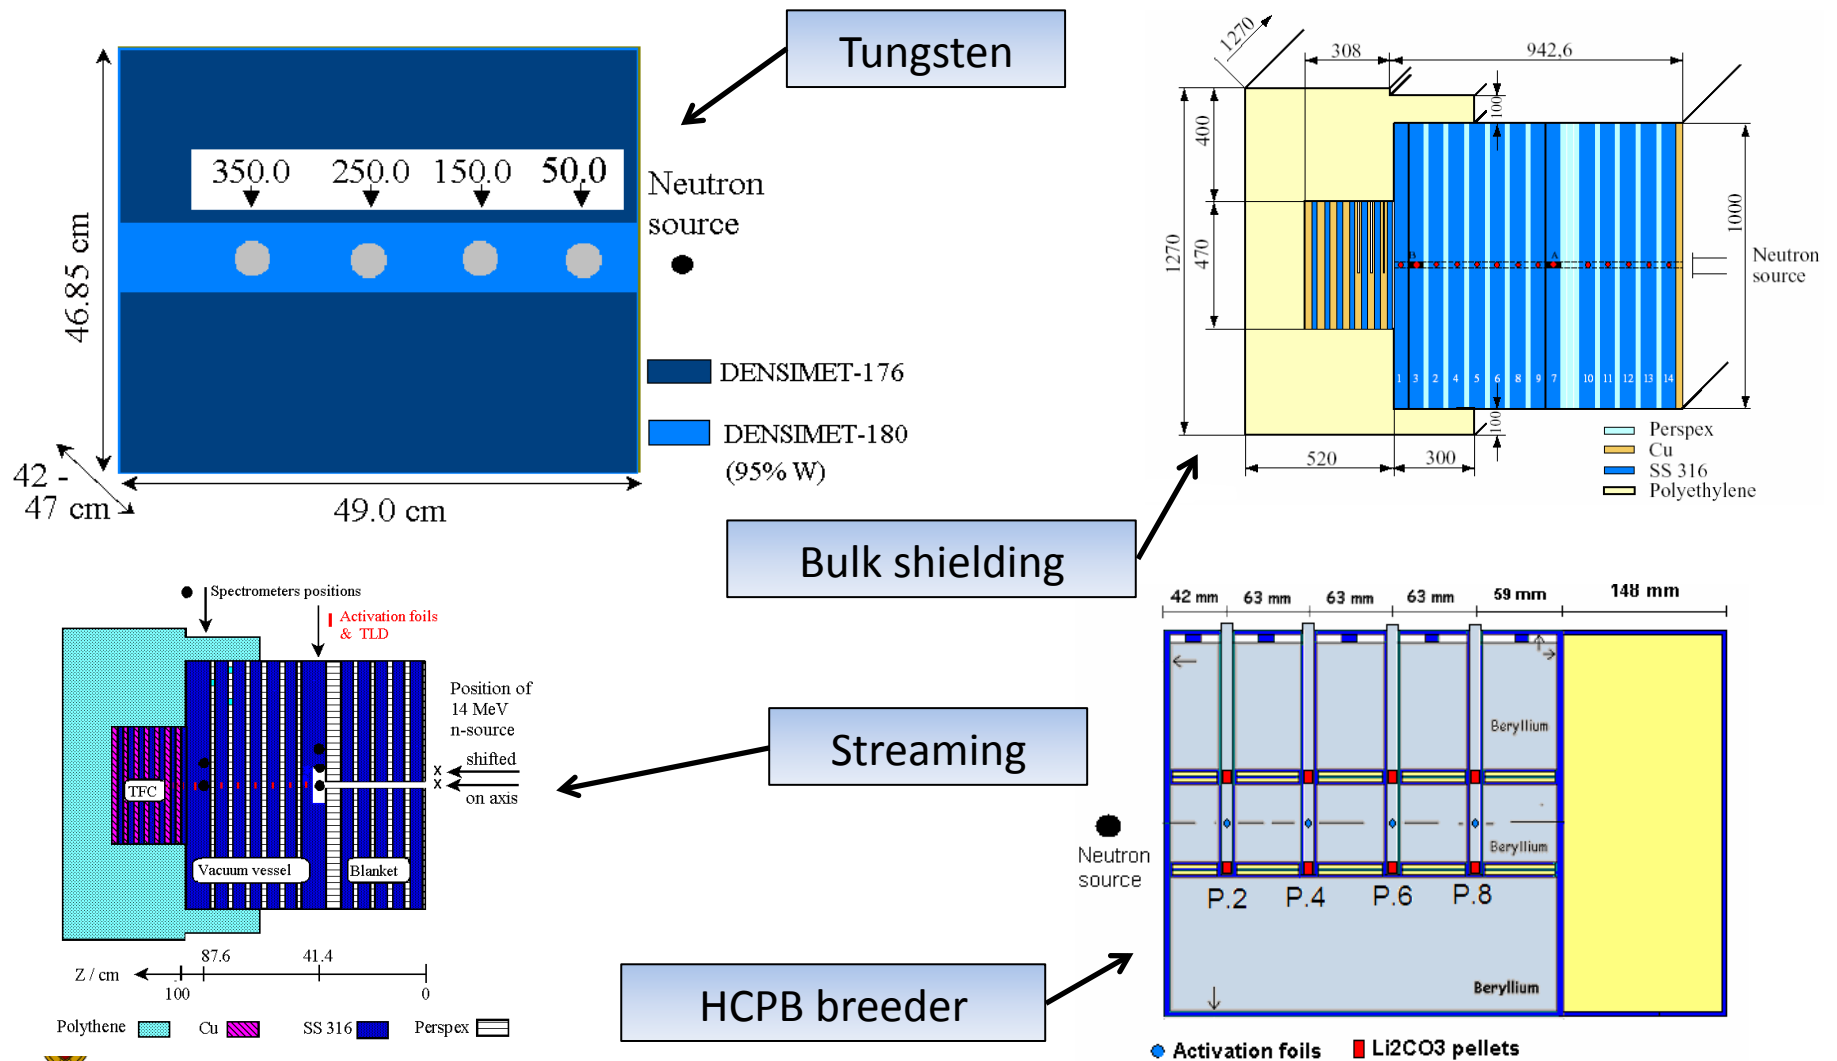 Tungsten
350.0 250.0 150.0 50.0
Neutron
source
46.85 cm
42 -
47 cm
49.0 cm
DENSIMET-176
DENSIMET-180
(95% W)
1270
308
942,6
400
100
1270
470
1000
B
A
Neutron
source
1 3 2 4 5 6 8 9 7 10 11 12 13 14
100
520
300
Perspex
Cu
SS 316
Polyethylene
Bulk shielding
Spectrometers positions
Activation foils
& TLD
Position of
14 MeV
n-source
shifted
on axis
x
x
TFC
Vacuum vessel
Blanket
87.6
41.4
Z / cm
100
0
Polythene
Cu
SS 316
Perspex
Streaming
42 mm 63 mm 63 mm 63 mm 59 mm 148 mm
Beryllium
Beryllium
Neutron
source
P.2 P.4 P.6 P.8
Beryllium
Activation foils
Li2CO3 pellets
HCPB breeder